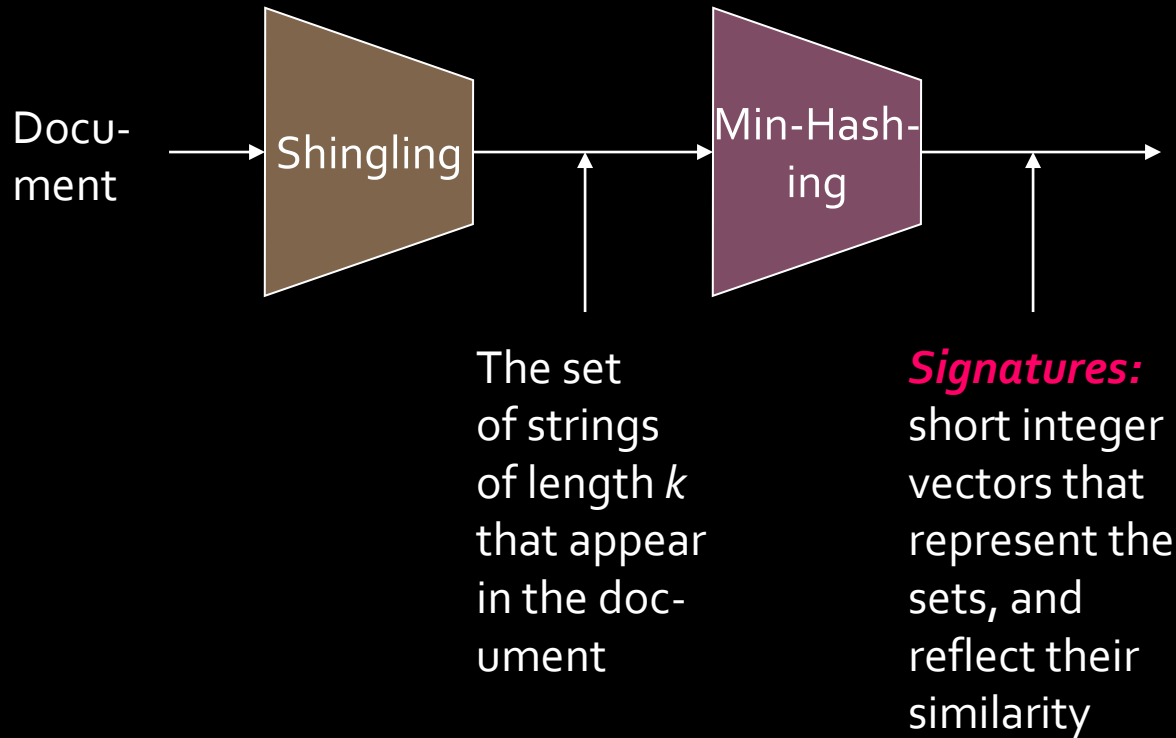 Docu-
ment
Shingling
Min-Hash-
ing
The set
of strings
of length k
that appear
in the doc-
ument
Signatures:
short integer
vectors that
represent the
sets, and
reflect their
similarity